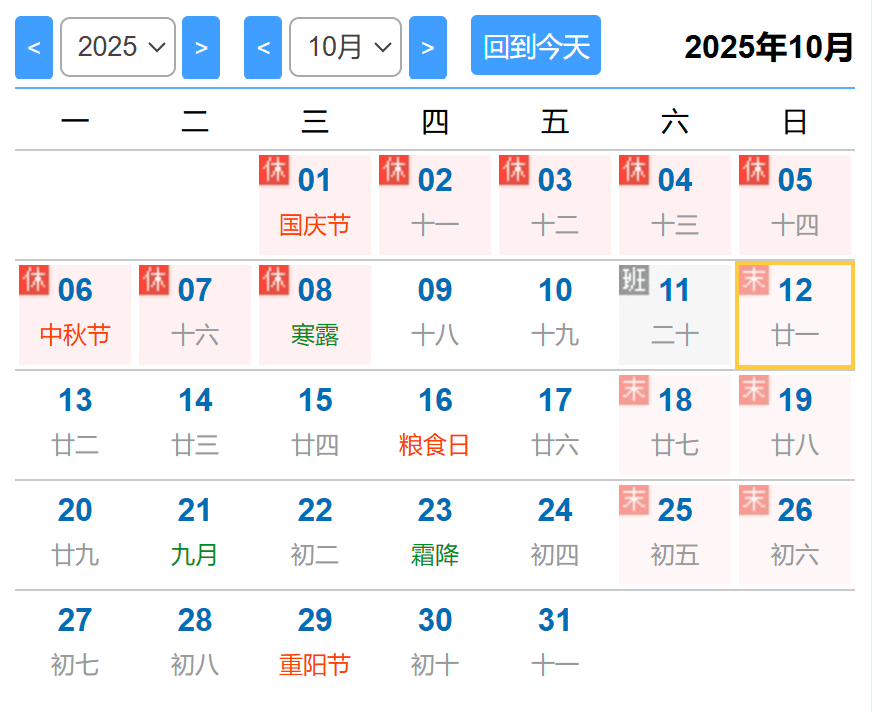 < 2025 > < 10月 > 回到今天 2025年10月
一 二 三 四 五 六 日
休 01 休 02 休 03 休 04 休 05
国庆节 十一 十二 十三 十四
休 06 休 07 休 08 09 10 班 11 末 12
中秋节 十六 寒露 十八 十九 二十 廿一
13 14 15 16 17 末 18 末 19
廿二 廿三 廿四 粮食日 廿六 廿七 廿八
20 21 22 23 24 末 25 末 26
廿九 九月 初二 霜降 初四 初五 初六
27 28 29 30 31
初七 初八 重阳节 初十 十一